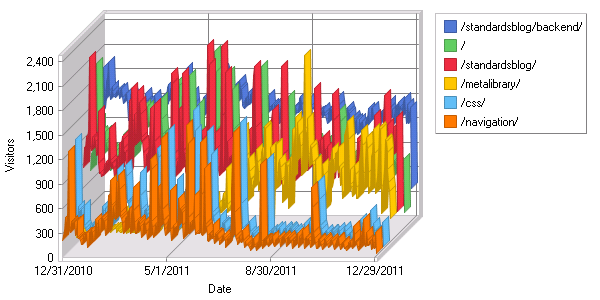 2,400
2,100
1,800
1,500
1,200
900
600
300
0
Visitors
12/31/2010
5/1/2011
8/30/2011
12/29/2011
Date
/standardsblog/backend/
/
/standardsblog/
/metalibrary/
/css/
/navigation/